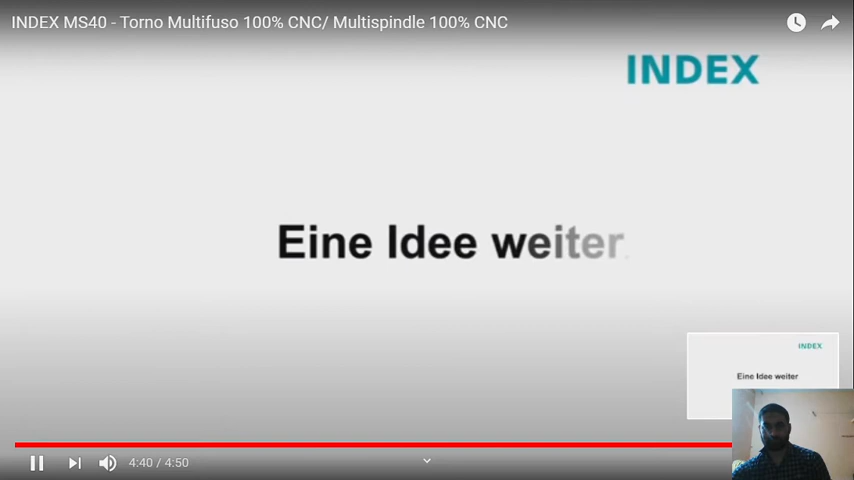 INDEX MS40 - Torno Multifuso 100% CNC/ Multispindle 100% CNC
INDEX
Eine Idee weiter.
INDEX
Eine Idee weiter
4:40 / 4:50